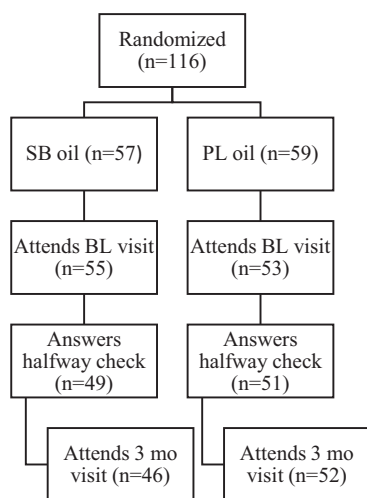 Randomized
(n=116)
SB oil (n=57)
PL oil (n=59)
Attends BL visit
(n=55)
Attends BL visit
(n=53)
Answers
halfway check
(n=49)
Answers
halfway check
(n=51)
Attends 3 mo
visit (n=46)
Attends 3 mo
visit (n=52)